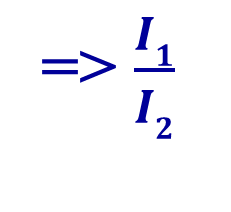 => I₁
I₂